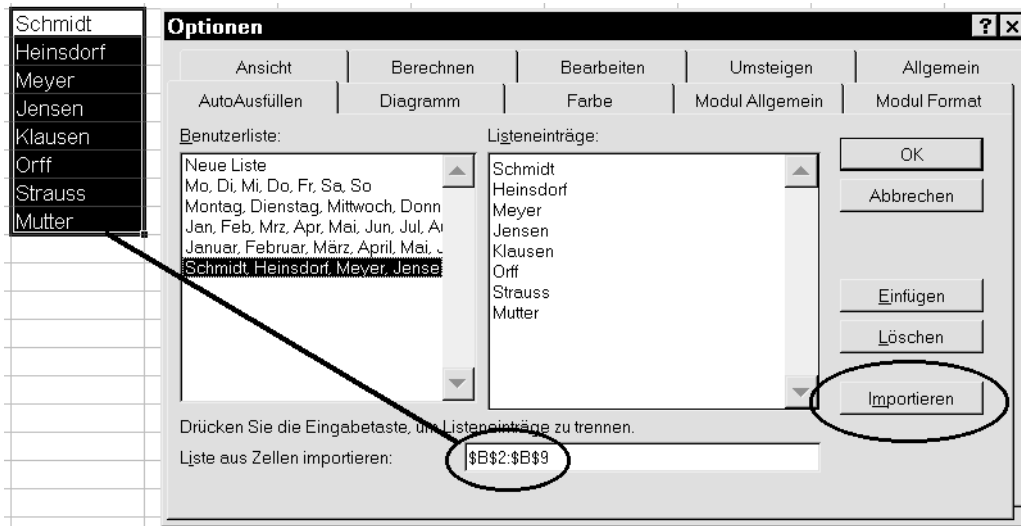 Schmidt
Heinsdorf
Meyer
Jensen
Klausen
Orff
Strauss
Mutter
Optionen
Ansicht
Berechnen
Bearbeiten
Umsteigen
Allgemein
AutoAusfüllen
Diagramm
Farbe
Modul Allgemein
Modul Format
Benutzerliste:
Neue Liste
Mo, Di, Mi, Do, Fr, Sa, So
Montag, Dienstag, Mittwoch, Donn
Jan, Feb, Mrz, Apr, Mai, Jun, Jul, A
Januar, Februar, März, April, Mai, J
Schmidt, Heinsdorf, Meyer, Jense
Listeneinträge:
Schmidt
Heinsdorf
Meyer
Jensen
Klausen
Orff
Strauss
Mutter
OK
Abbrechen
Einfügen
Löschen
Importieren
Drücken Sie die Eingabetaste, um Listeneinträge zu trennen.
Liste aus Zellen importieren:
$B$2:$B$9